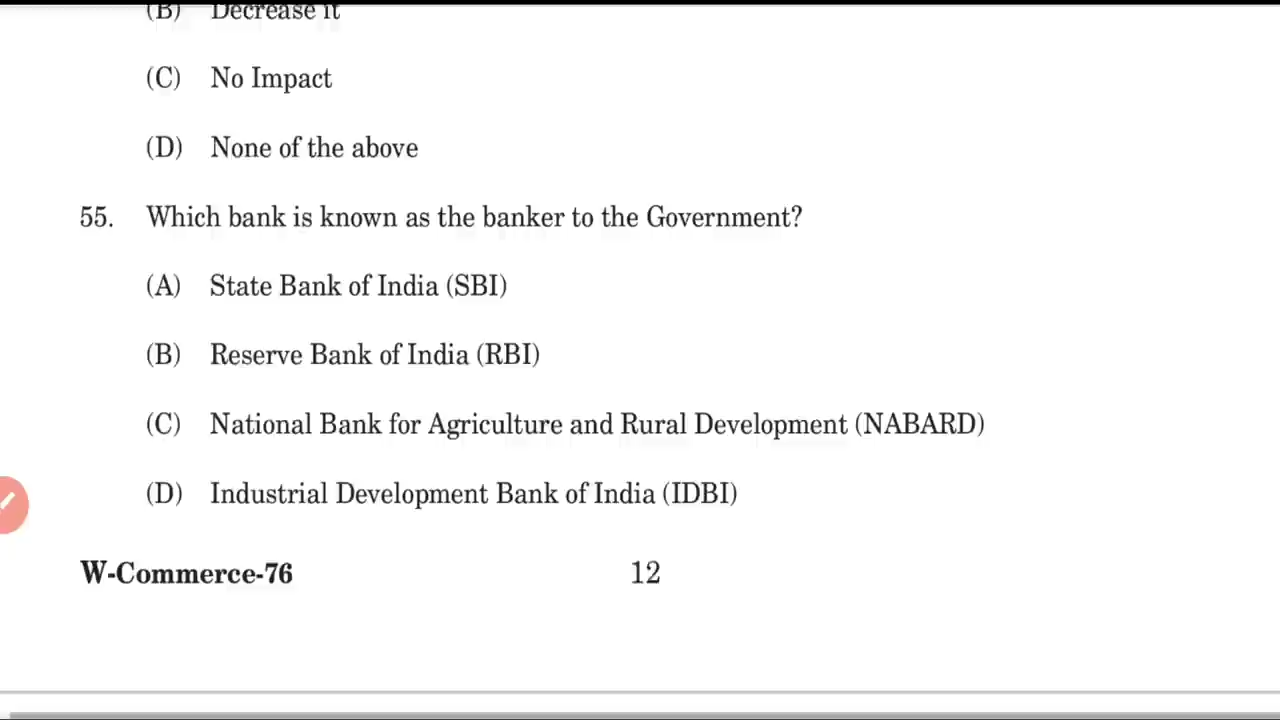 (B) Decrease it
(C) No Impact
(D) None of the above
55. Which bank is known as the banker to the Government?
(A) State Bank of India (SBI)
(B) Reserve Bank of India (RBI)
(C) National Bank for Agriculture and Rural Development (NABARD)
(D) Industrial Development Bank of India (IDBI)
W-Commerce-76 12